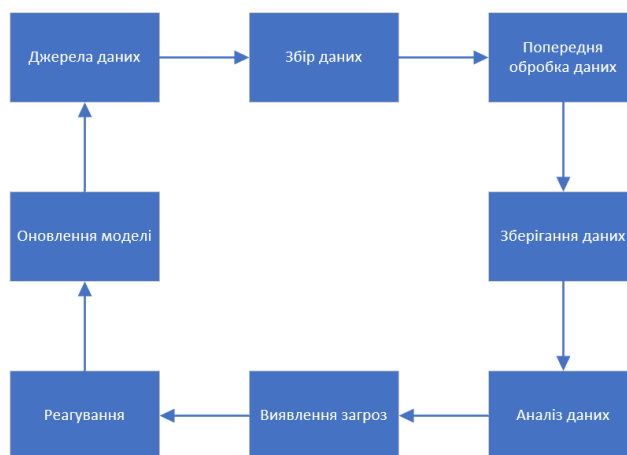 Джерела даних
Збір даних
Попередня
обробка даних
Оновлення моделі
Зберігання даних
Реагування
Виявлення загроз
Аналіз даних